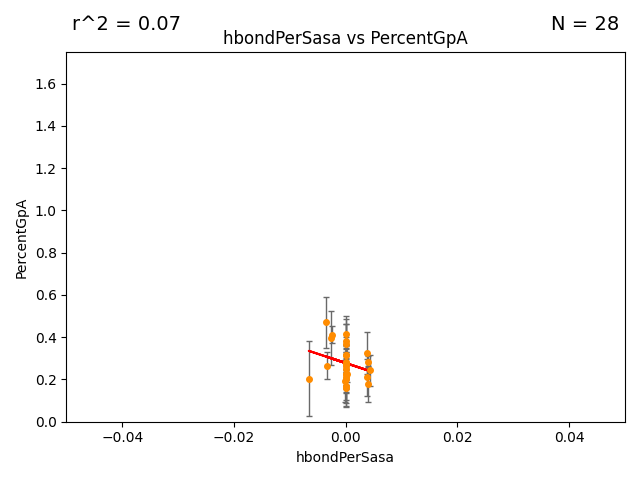 r^2 = 0.07
N = 28
hbondPerSasa vs PercentGpA
1.6
1.4
1.2
1.0
0.8
0.6
0.4
0.2
0.0
PercentGpA
−0.04
−0.02
0.00
0.02
0.04
hbondPerSasa